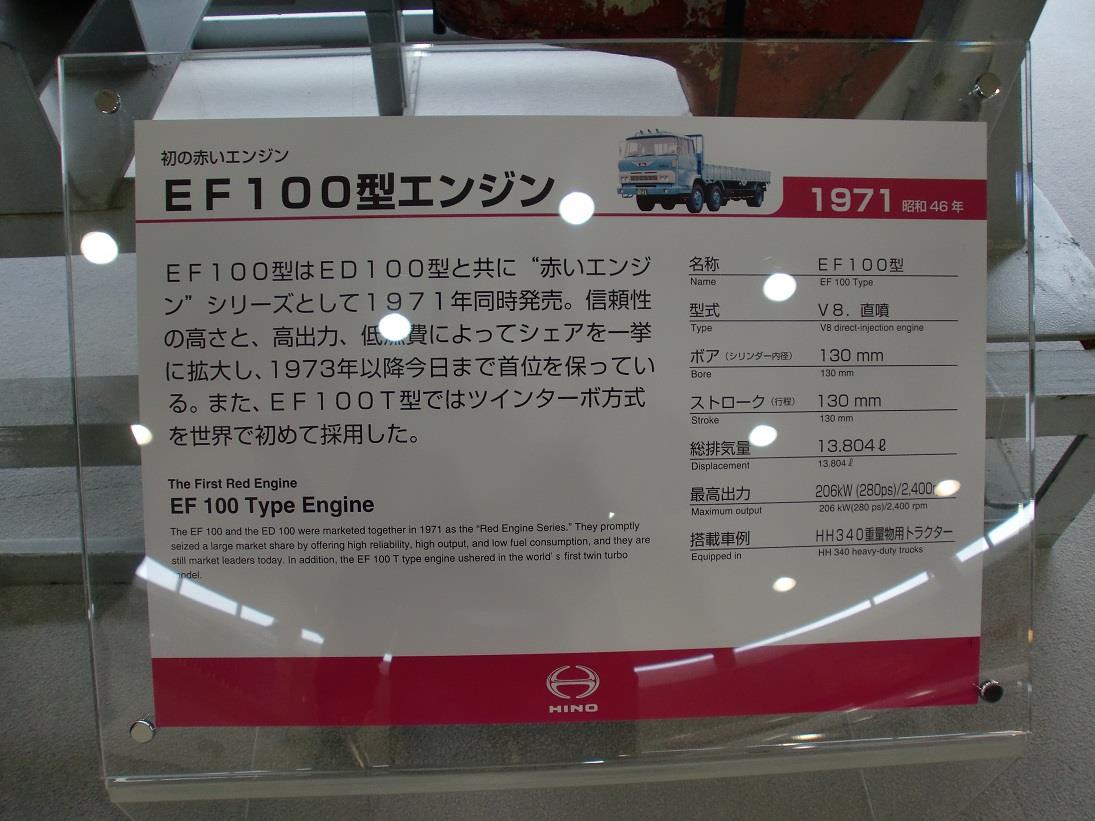 初の赤いエンジン
EF100型エンジン
1971 昭和46年
EF100型はED100型と共に“赤いエンジ
ン”シリーズとして1971年同時発売。信頼性
の高さと、高出力、低燃費によってシェアを一挙
に拡大し、1973年以降今日まで首位を保ってい
る。また、EF100T型ではツインターボ方式
を世界で初めて採用した。
The First Red Engine
EF 100 Type Engine
The EF 100 and the ED 100 were marketed together in 1971 as the “Red Engine Series.” They promptly
seized a large market share by offering high reliability, high output, and low fuel consumption, and they are
still market leaders today. In addition, the EF 100 T type engine ushered in the world's first twin turbo
model.
名称 EF100型
Name EF 100 Type
型式 V8．直噴
Type V8 direct-injection engine
ボア（シリンダー内径） 130 mm
Bore 130 mm
ストローク（行程） 130 mm
Stroke 130 mm
総排気量 13.804ℓ
Displacement 13.804ℓ
最高出力 206kW (280ps)/2,400
Maximum output 206 kW(280 ps)/2,400 rpm
搭載車例 HH340重量物用トラクター
Equipped in HH 340 heavy-duty trucks
HINO